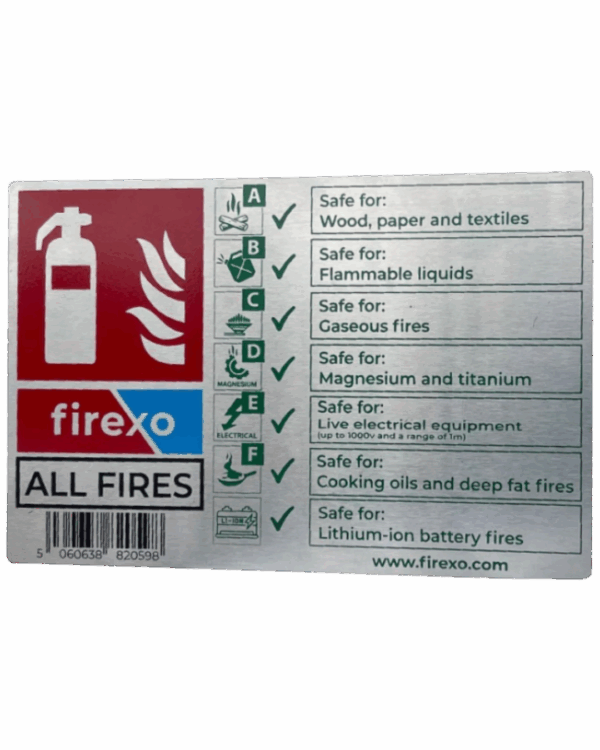 A
Safe for:
Wood, paper and textiles
B
Safe for:
Flammable liquids
C
Safe for:
Gaseous fires
D
MAGNESIUM
Safe for:
Magnesium and titanium
E
ELECTRICAL
Safe for:
Live electrical equipment
(up to 1000v and a range of 1m)
F
Safe for:
Cooking oils and deep fat fires
LI-ION
Safe for:
Lithium-ion battery fires
firexo
ALL FIRES
5 060638 820598
www.firexo.com